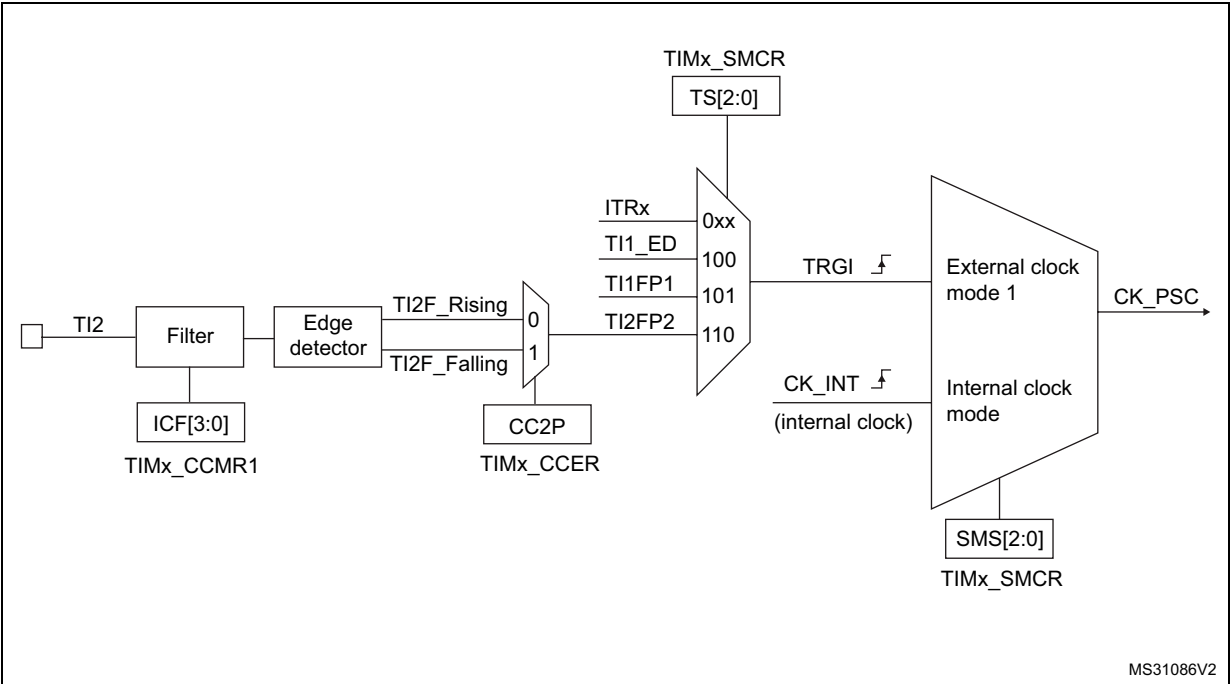 TIMx_SMCR
TS[2:0]
ITRx
0xx
TI1_ED
100
TI1FP1
101
TI2FP2
110
TRGI
External clock
mode 1
CK_PSC
TI2
Filter
Edge
detector
TI2F_Rising
0
TI2F_Falling
1
CK_INT
(internal clock)
Internal clock
mode
ICF[3:0]
TIMx_CCMR1
CC2P
TIMx_CCER
SMS[2:0]
TIMx_SMCR
MS31086V2